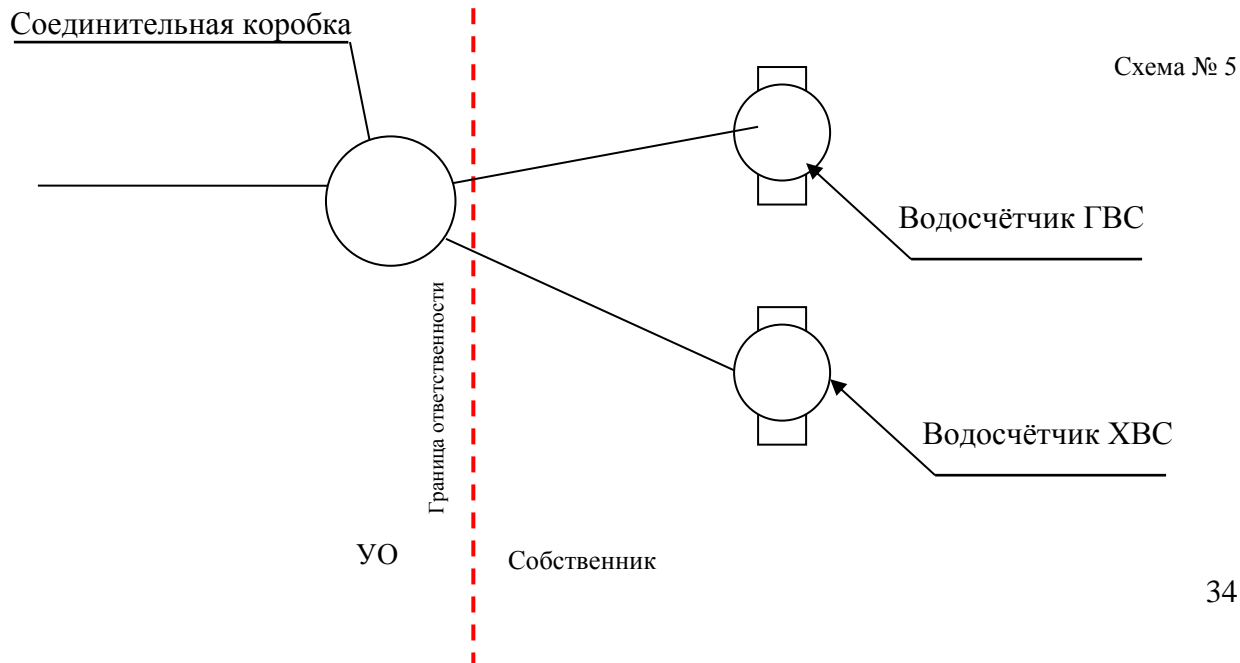 Соединительная коробка
Схема № 5
Водосчётчик ГВС
Граница ответственности
Водосчётчик ХВС
УО
Собственник
34